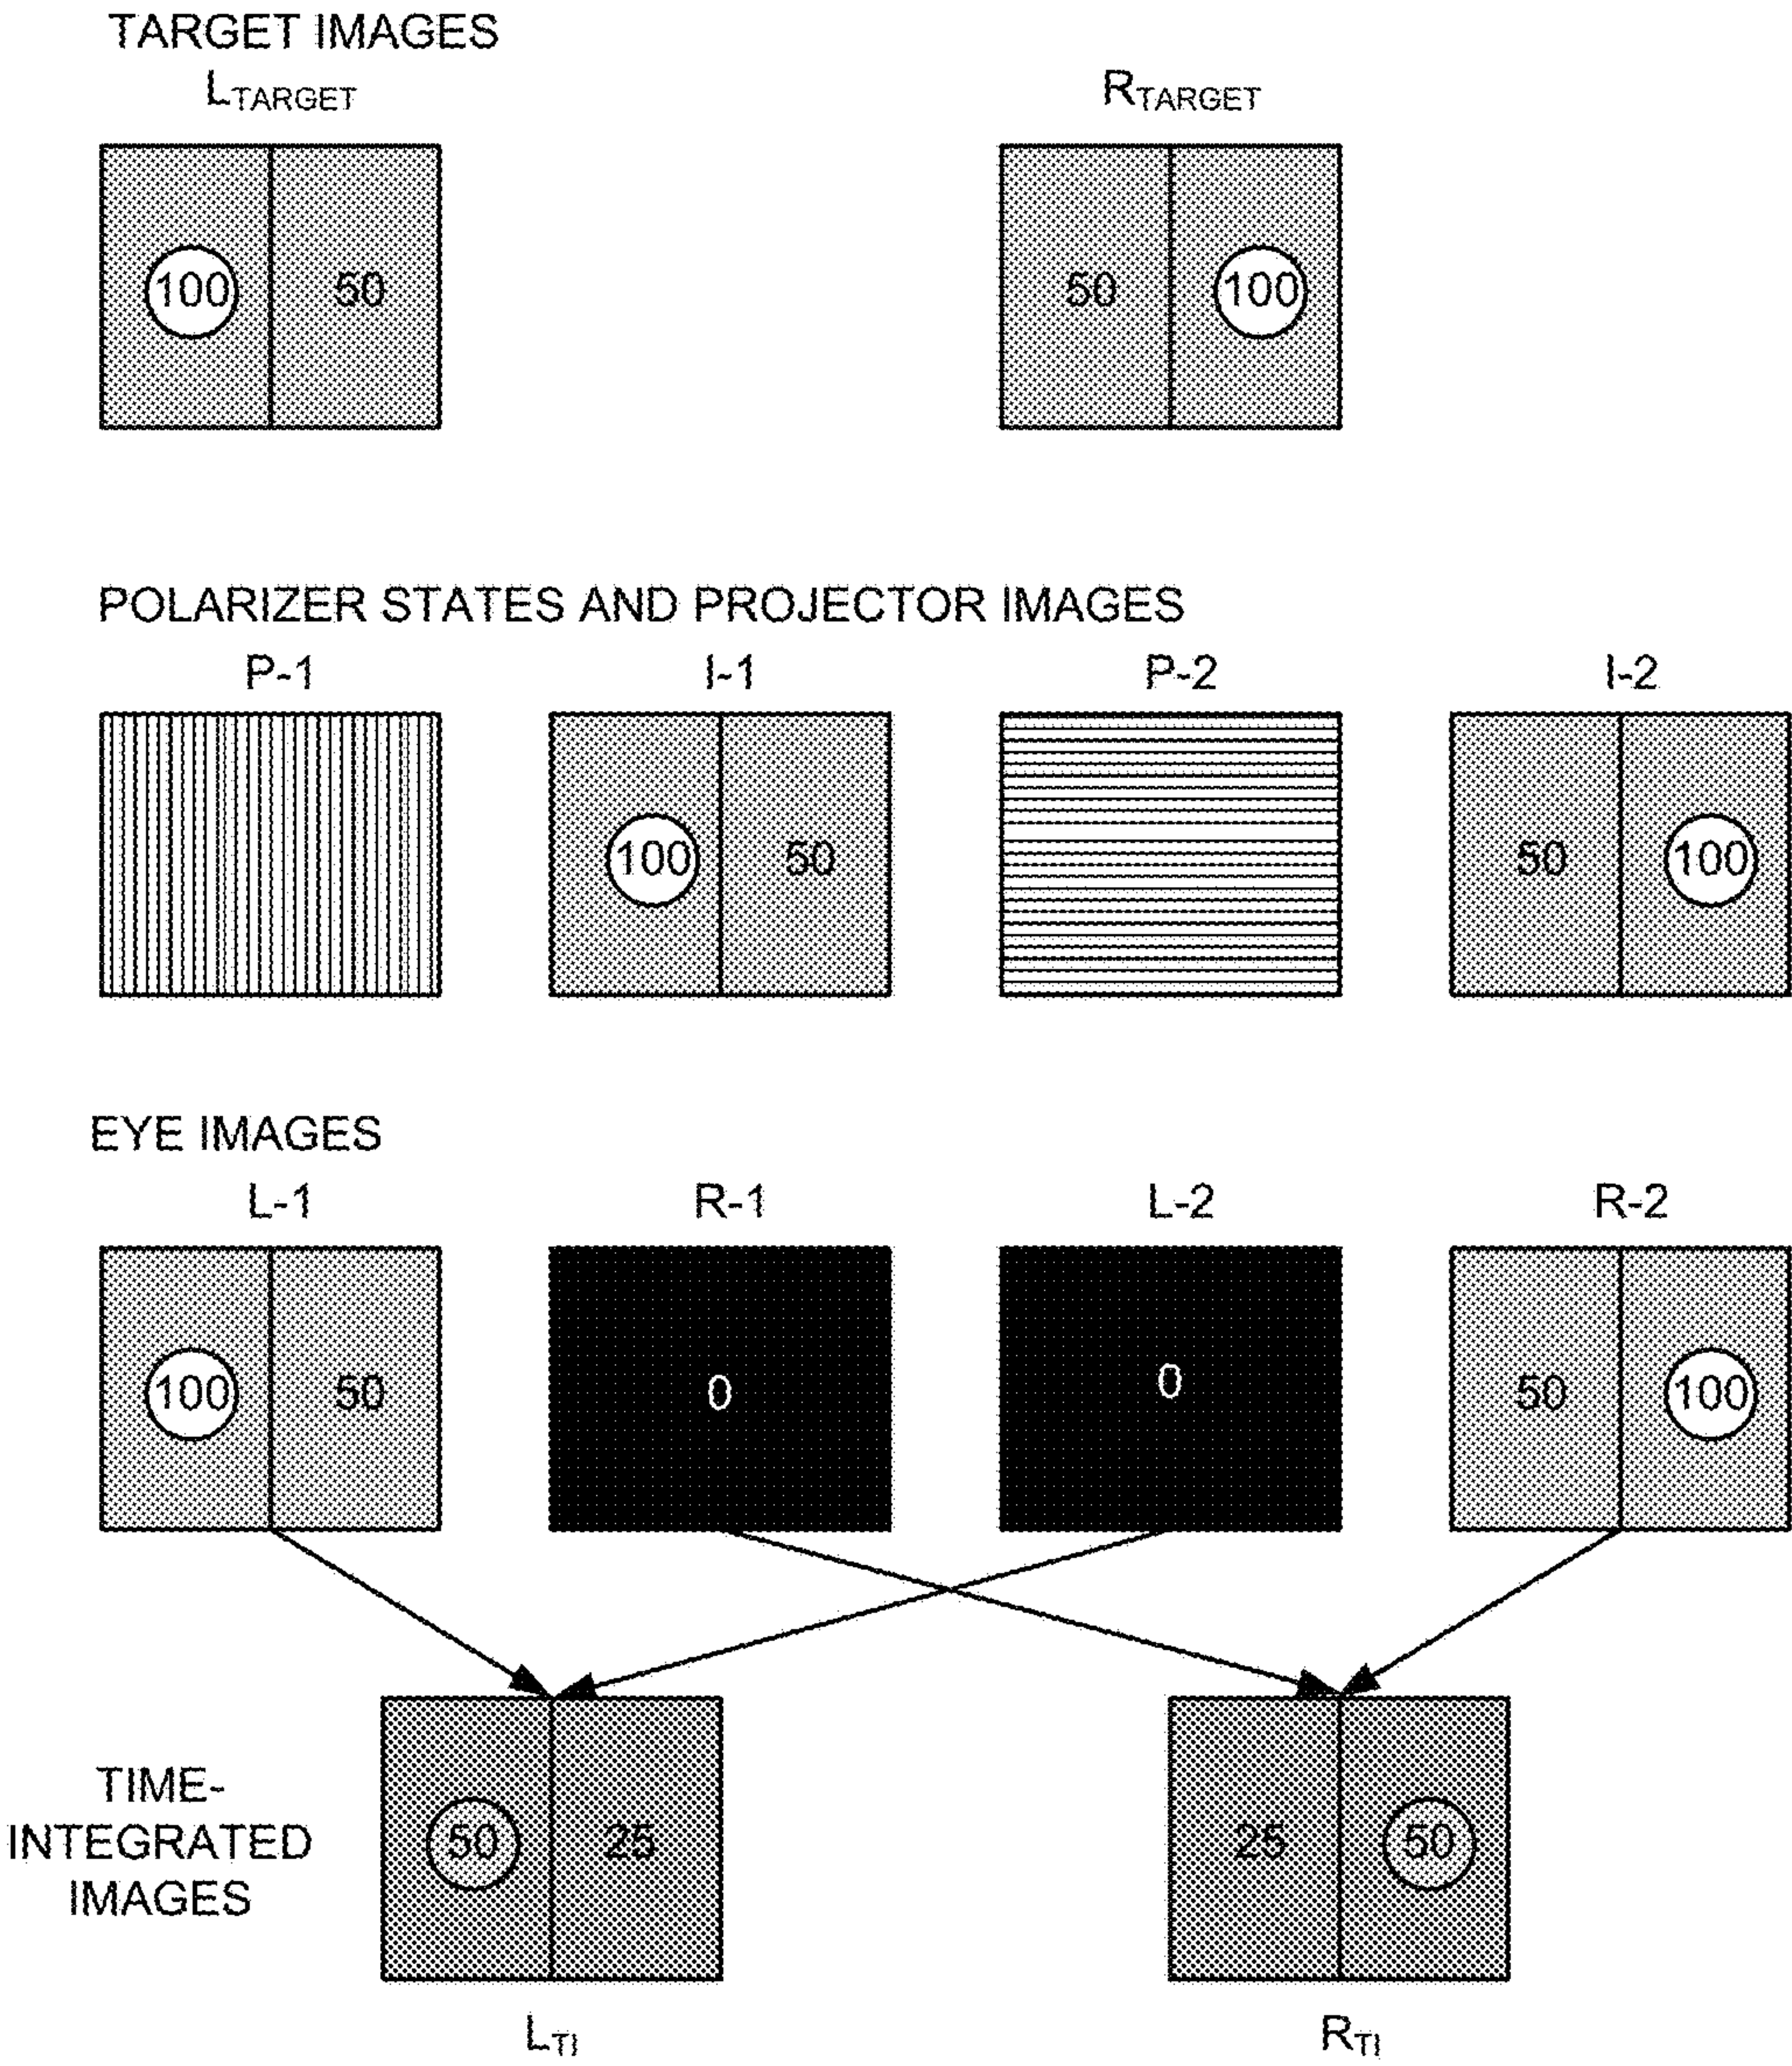 TARGET IMAGES
LTARGET RTARGET
100 50 50 100
POLARIZER STATES AND PROJECTOR IMAGES
P-1 I-1 P-2 I-2
100 50 50 100
EYE IMAGES
L-1 R-1 L-2 R-2
100 50 0 0 50 100
TIME-
INTEGRATED
IMAGES
50 25 25 50
LTI RTI